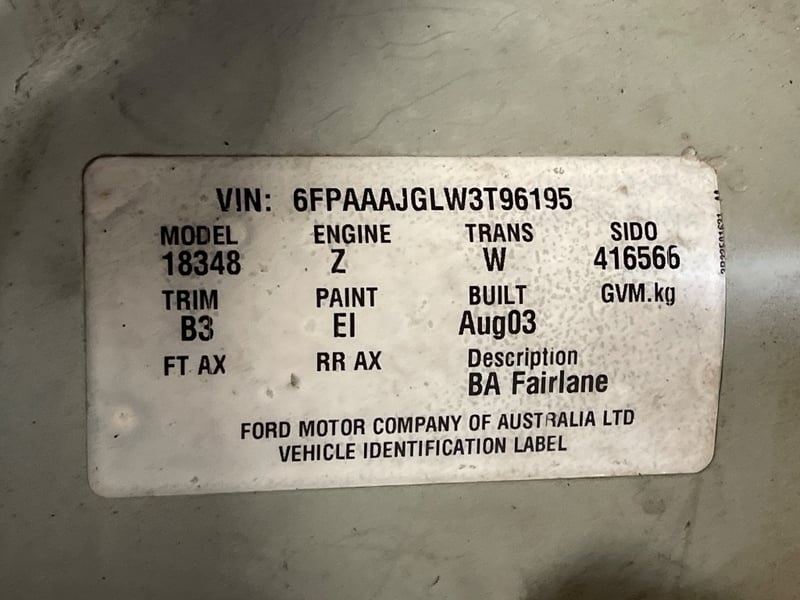 VIN: 6FPAAAJGLW3T96195
MODEL ENGINE TRANS SIDO
18348 Z W 416566
TRIM PAINT BUILT GVM.kg
B3 EI Aug03
FT AX RR AX Description
BA Fairlane
FORD MOTOR COMPANY OF AUSTRALIA LTD
VEHICLE IDENTIFICATION LABEL